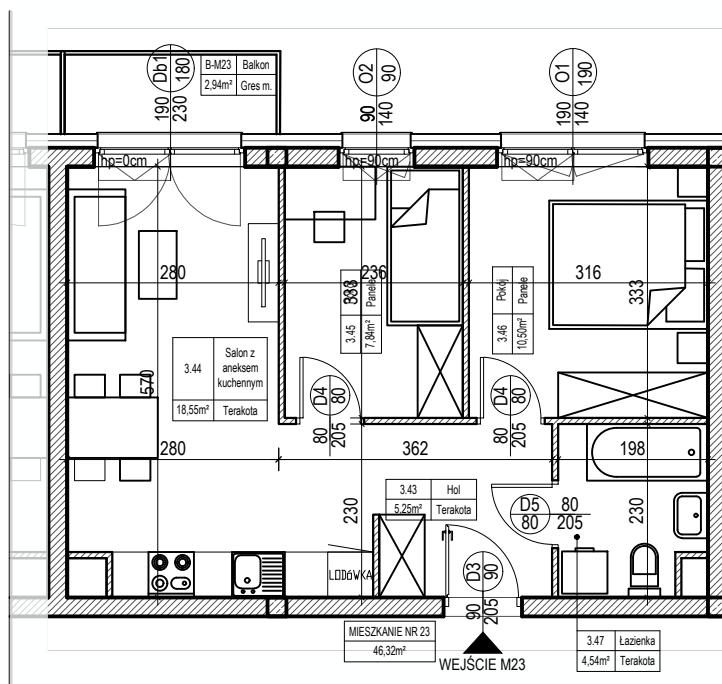 Db1
180
190
230
B-M23 Balkon
2,94m² Gres m.
O2
90
90
140
O1
190
190
140
hp=0cm
hp=90cm
hp=90cm
280
236
316
333
333
3.45
7,84m² Panele
3.46 Pokój
10,50m² Panele
3.44 Salon z
aneksem
kuchennym
18,55m² Terakota
570
D4
80
80
205
D4
80
80
205
280
362
198
3.43 Hol
5,25m² Terakota
230
230
D5
80
80
205
LODÓWKA
D3
90
90
205
MIESZKANIE NR 23
46,32m²
WEJŚCIE M23
3.47 Łazienka
4,54m² Terakota